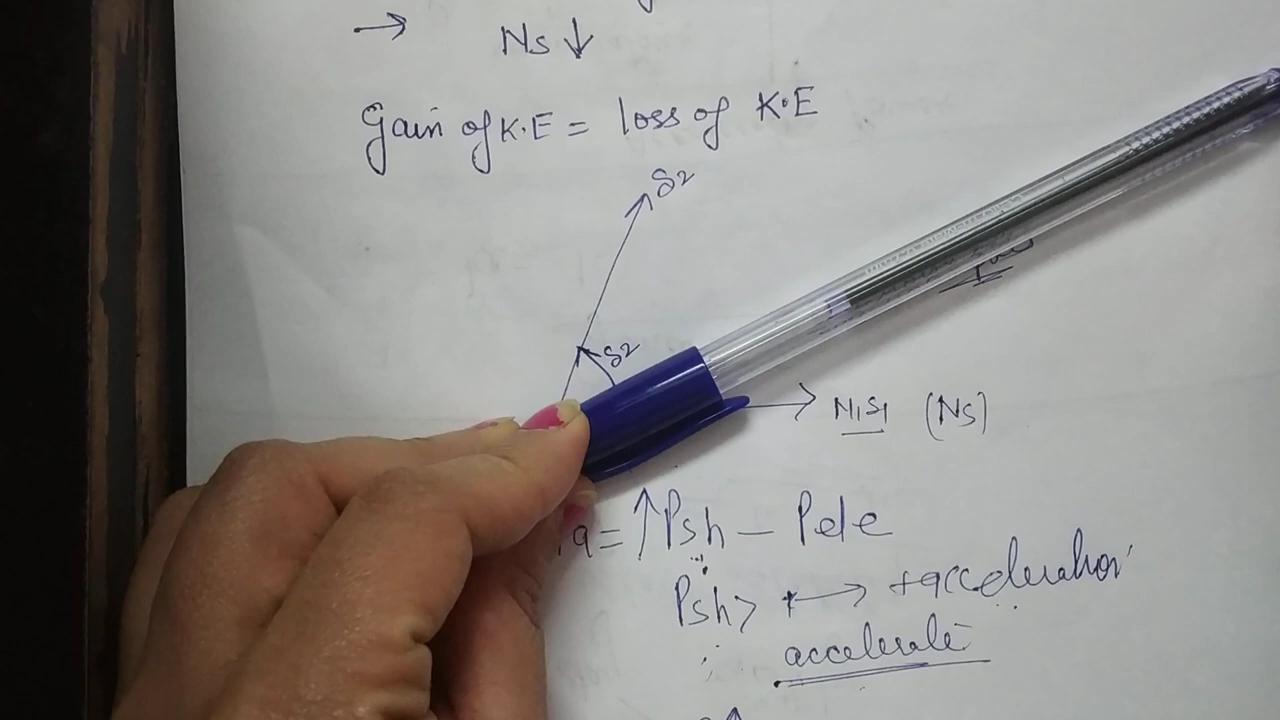 → Ns ↓
Gain of K.E = loss of K.E
δ2
δ2
→ N1S1 (Ns)
a = ↑ Psh – Pele
Psh > → +acceleration
accelerate